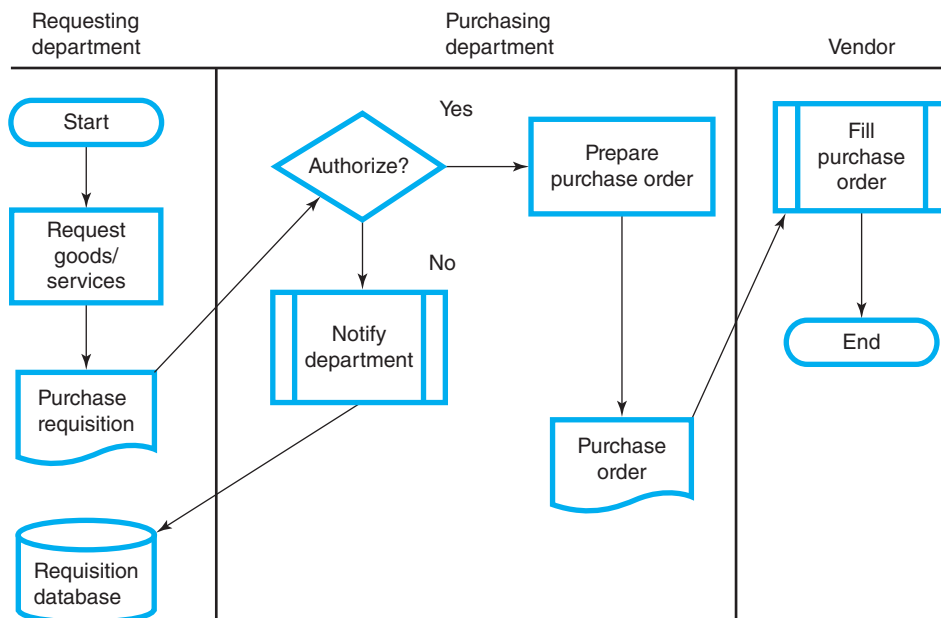 Requesting
department
Purchasing
department
Vendor
Start
Request
goods/
services
Purchase
requisition
Requisition
database
Authorize?
Yes
No
Notify
department
Prepare
purchase order
Purchase
order
Fill
purchase
order
End